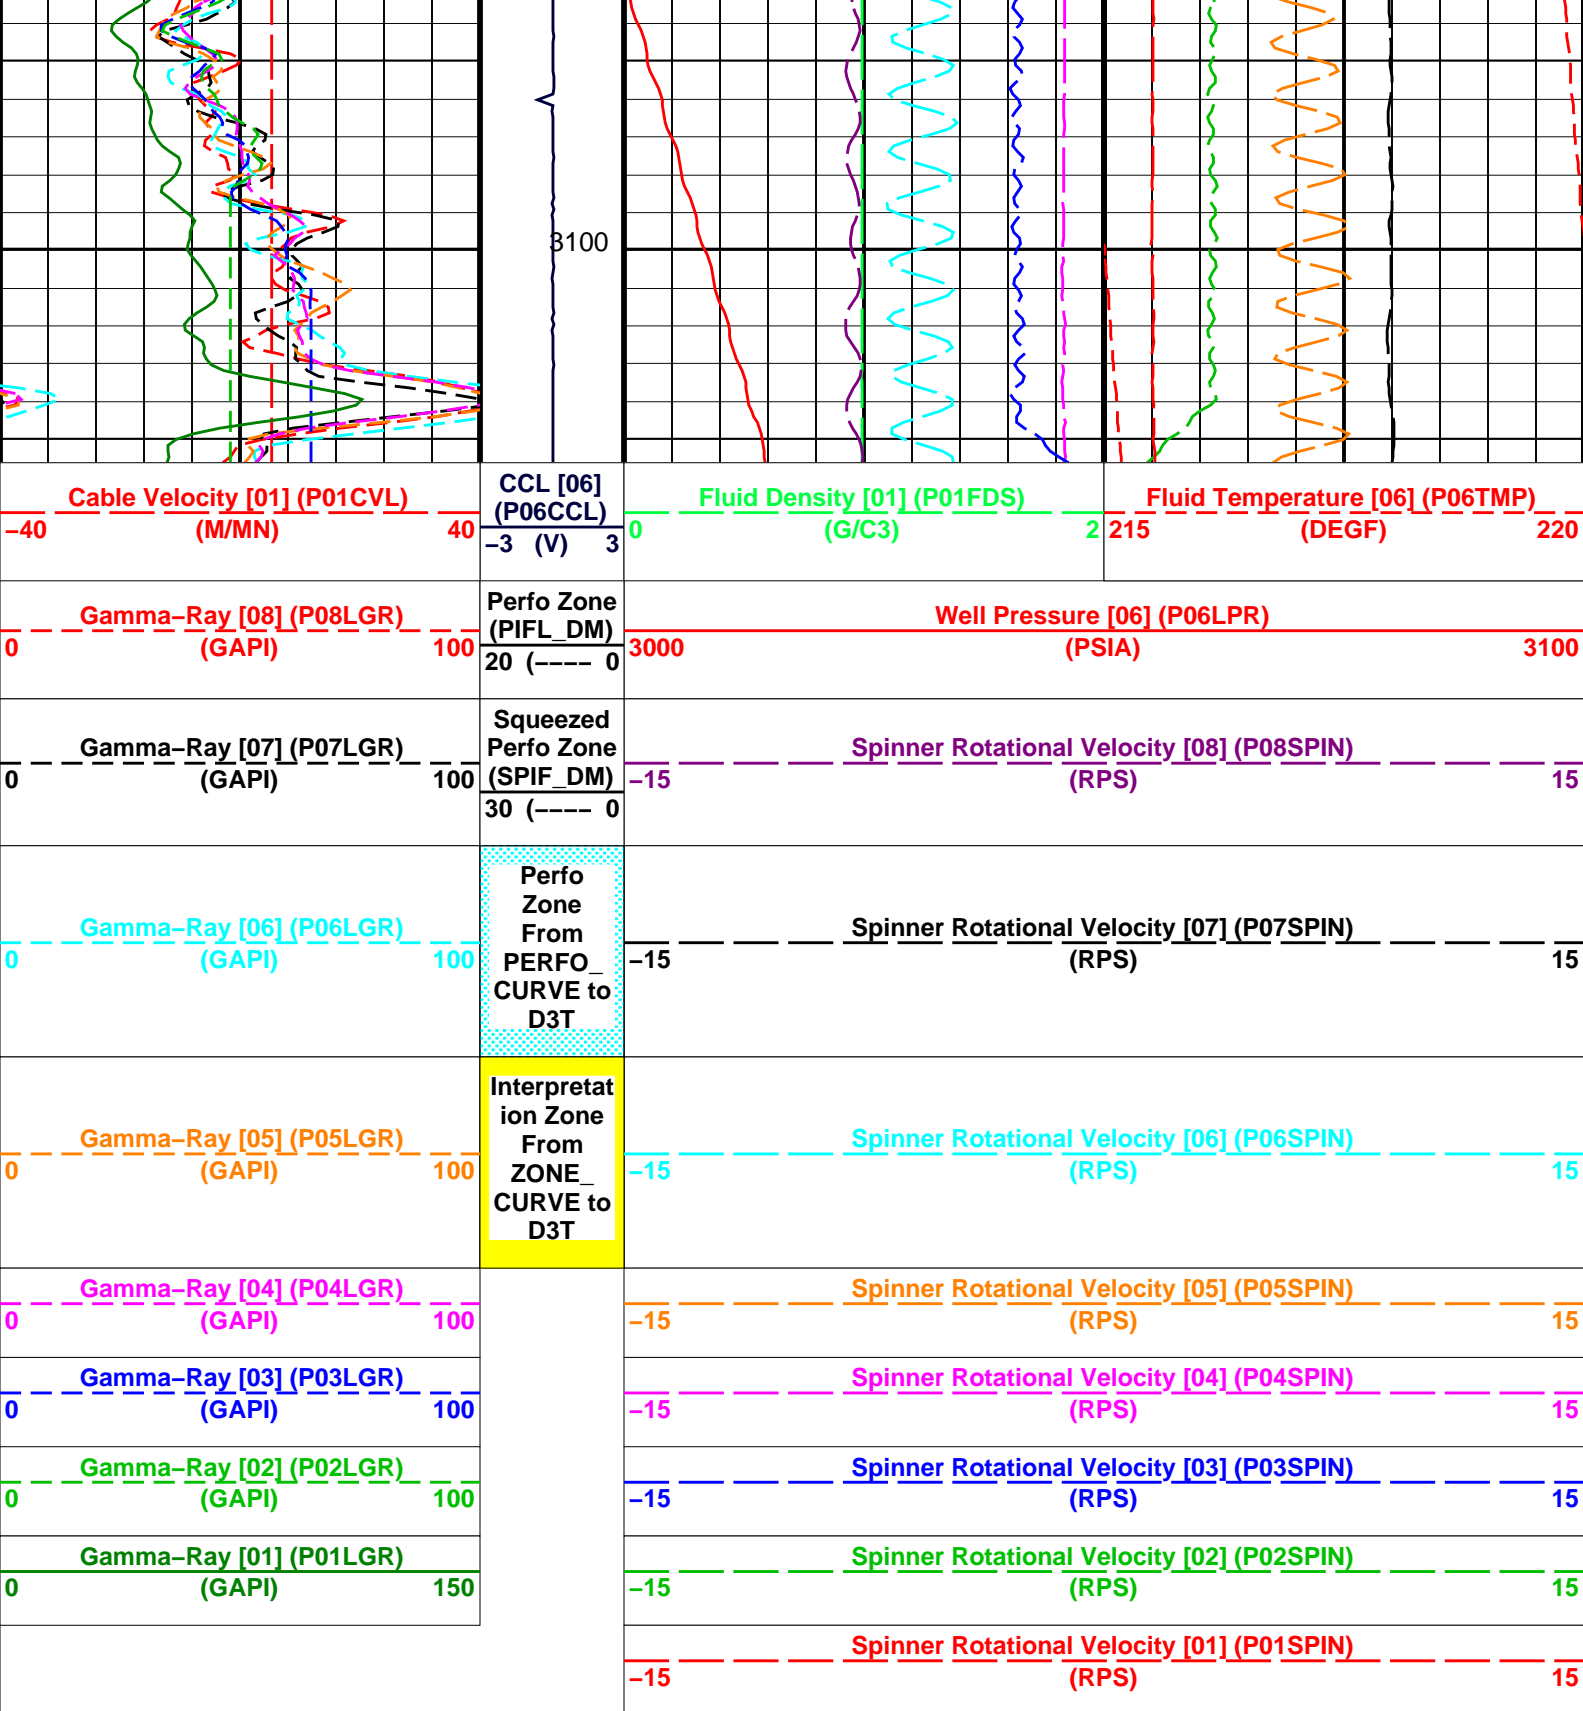 3100
Cable Velocity [01] (P01CVL)
−40 (M/MN) 40
CCL [06]
(P06CCL)
−3 (V) 3
Fluid Density [01] (P01FDS)
0 (G/C3) 2
Fluid Temperature [06] (P06TMP)
215 (DEGF) 220
Gamma−Ray [08] (P08LGR)
0 (GAPI) 100
Perfo Zone
(PIFL_DM)
20 (−−−− 0
Well Pressure [06] (P06LPR)
3000 (PSIA) 3100
Gamma−Ray [07] (P07LGR)
0 (GAPI) 100
Squeezed
Perfo Zone
(SPIF_DM)
30 (−−−− 0
Spinner Rotational Velocity [08] (P08SPIN)
−15 (RPS) 15
Gamma−Ray [06] (P06LGR)
0 (GAPI) 100
Perfo
Zone
From
PERFO_
CURVE to
D3T
Spinner Rotational Velocity [07] (P07SPIN)
−15 (RPS) 15
Gamma−Ray [05] (P05LGR)
0 (GAPI) 100
Interpretat
ion Zone
From
ZONE_
CURVE to
D3T
Spinner Rotational Velocity [06] (P06SPIN)
−15 (RPS) 15
Gamma−Ray [04] (P04LGR)
0 (GAPI) 100
Spinner Rotational Velocity [05] (P05SPIN)
−15 (RPS) 15
Gamma−Ray [03] (P03LGR)
0 (GAPI) 100
Spinner Rotational Velocity [04] (P04SPIN)
−15 (RPS) 15
Gamma−Ray [02] (P02LGR)
0 (GAPI) 100
Spinner Rotational Velocity [03] (P03SPIN)
−15 (RPS) 15
Gamma−Ray [01] (P01LGR)
0 (GAPI) 150
Spinner Rotational Velocity [02] (P02SPIN)
−15 (RPS) 15
Spinner Rotational Velocity [01] (P01SPIN)
−15 (RPS) 15